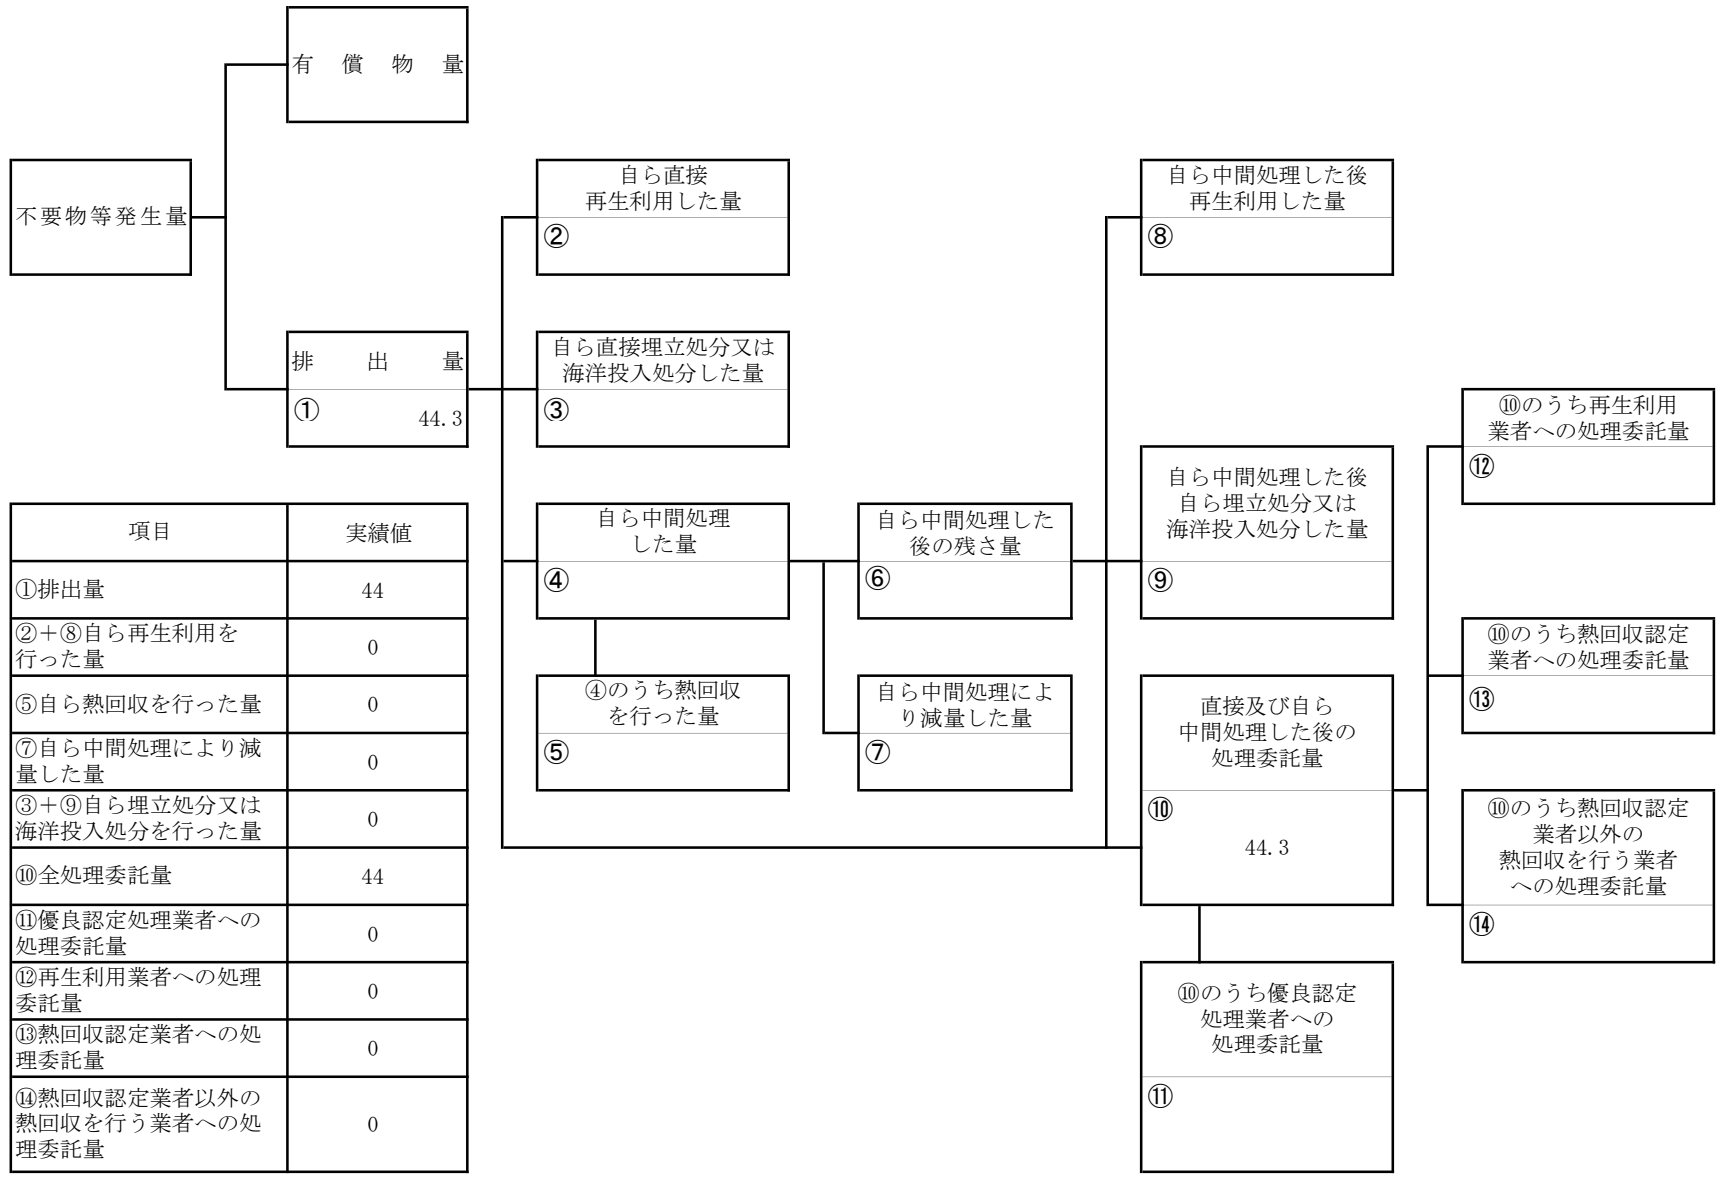 有償物量
不要物等発生量
排出量
①
44.3
自ら直接
再生利用した量
②
自ら直接埋立処分又は
海洋投入処分した量
③
自ら中間処理
した量
④
④のうち熱回収
を行った量
⑤
自ら中間処理した
後の残さ量
⑥
自ら中間処理によ
り減量した量
⑦
自ら中間処理した後
再生利用した量
⑧
自ら中間処理した後
自ら埋立処分又は
海洋投入処分した量
⑨
直接及び自ら
中間処理した後の
処理委託量
⑩
44.3
⑩のうち優良認定
処理業者への
処理委託量
⑪
⑩のうち再生利用
業者への処理委託量
⑫
⑩のうち熱回収認定
業者への処理委託量
⑬
⑩のうち熱回収認定
業者以外の
熱回収を行う業者
への処理委託量
⑭
項目 実績値
①排出量 44
②＋⑧自ら再生利用を
行った量 0
⑤自ら熱回収を行った量 0
⑦自ら中間処理により減
量した量 0
③＋⑨自ら埋立処分又は
海洋投入処分を行った量 0
⑩全処理委託量 44
⑪優良認定処理業者への
処理委託量 0
⑫再生利用業者への処理
委託量 0
⑬熱回収認定業者への処
理委託量 0
⑭熱回収認定業者以外の
熱回収を行う業者への処
理委託量 0